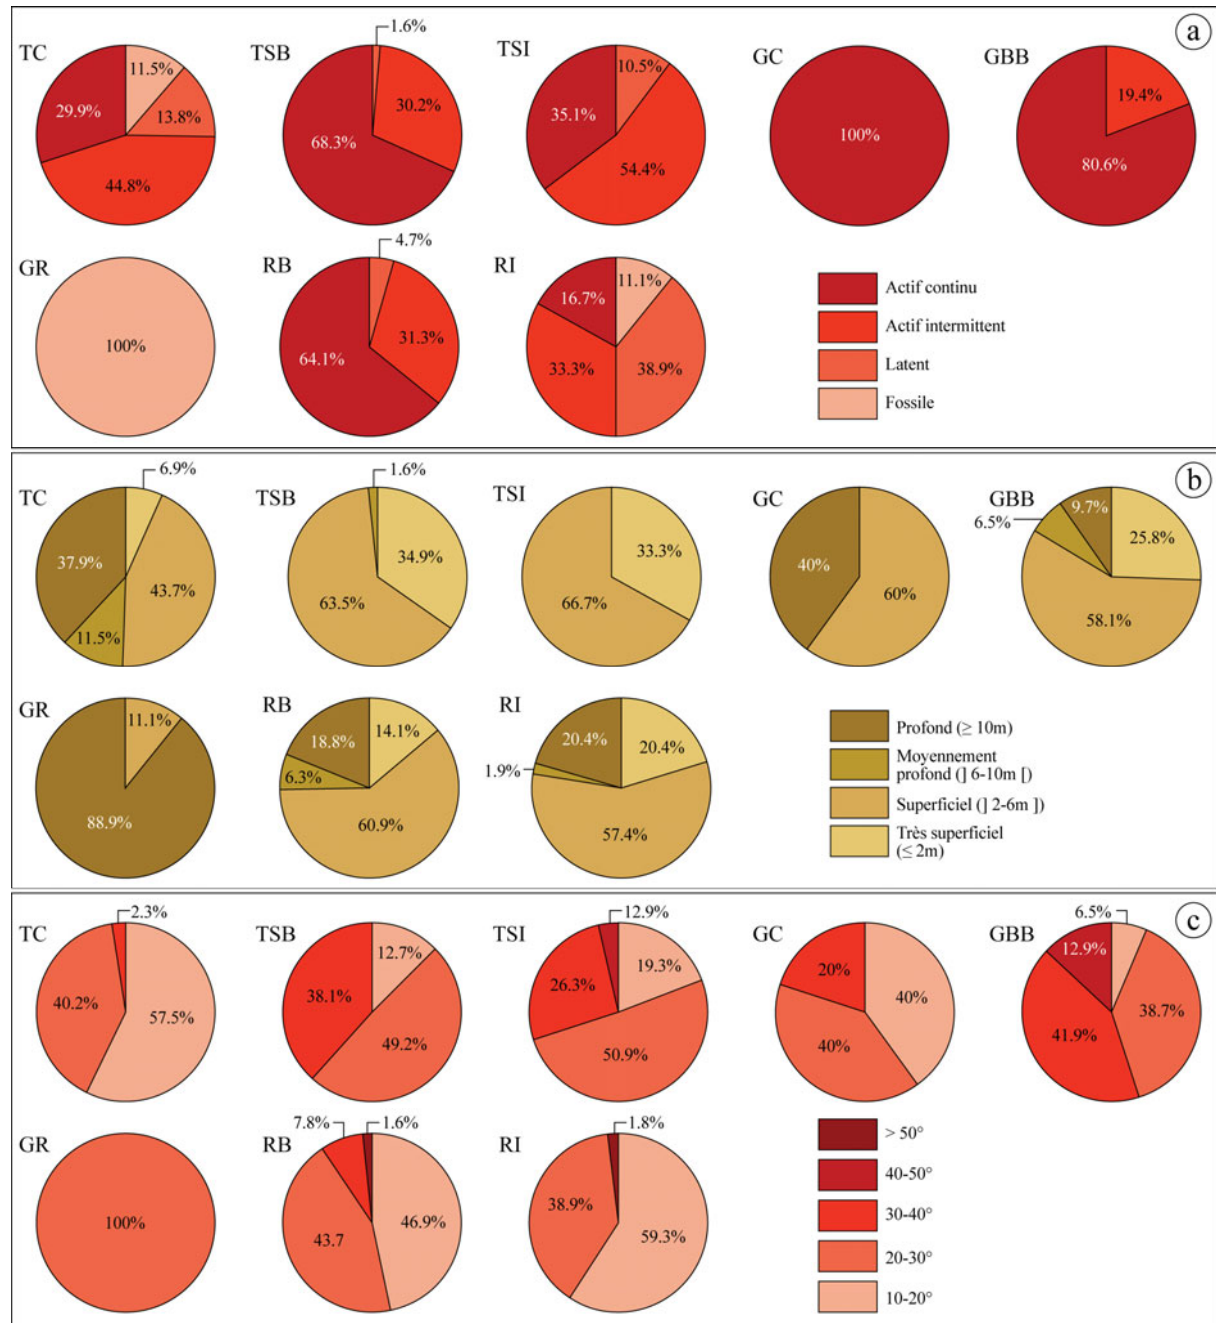 a
TC
11.5%
29.9%
13.8%
44.8%
TSB
1.6%
30.2%
68.3%
TSI
10.5%
35.1%
54.4%
GC
100%
GBB
19.4%
80.6%
GR
100%
RB
4.7%
31.3%
64.1%
RI
11.1%
16.7%
33.3%
38.9%
Actif continu
Actif intermittent
Latent
Fossile
b
TC
6.9%
37.9%
43.7%
11.5%
TSB
1.6%
34.9%
63.5%
TSI
33.3%
66.7%
GC
40%
60%
GBB
9.7%
6.5%
25.8%
58.1%
GR
11.1%
88.9%
RB
18.8%
14.1%
6.3%
60.9%
RI
20.4%
20.4%
1.9%
57.4%
Profond (≥ 10m)
Moyennement
profond (] 6-10m [)
Superficiel (] 2-6m ])
Très superficiel
(≤ 2m)
c
TC
2.3%
40.2%
57.5%
TSB
12.7%
38.1%
49.2%
TSI
12.9%
19.3%
26.3%
50.9%
GC
20%
40%
40%
GBB
6.5%
12.9%
38.7%
41.9%
GR
100%
RB
7.8%
1.6%
46.9%
43.7
RI
1.8%
38.9%
59.3%
> 50°
40-50°
30-40°
20-30°
10-20°